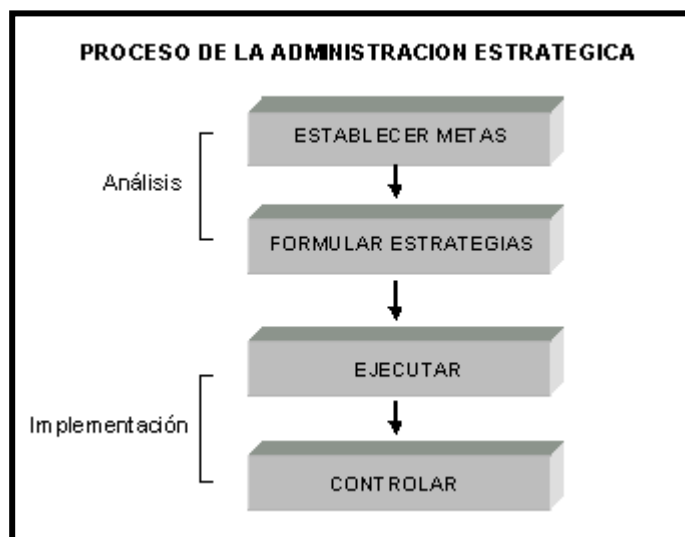 PROCESO DE LA ADMINISTRACION ESTRATEGICA
ESTABLECER METAS
Análisis
FORMULAR ESTRATEGIAS
EJECUTAR
Implementación
CONTROLAR